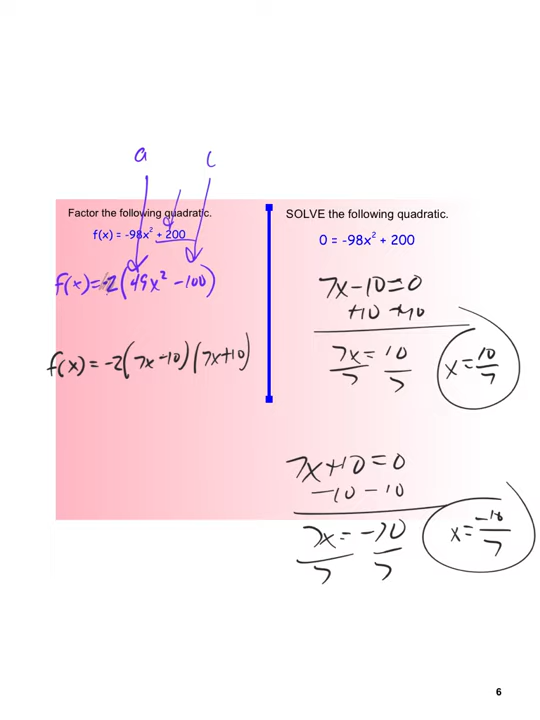 a c
Factor the following quadratic.
f(x) = -98x² + 200
f(x) = -2(49x² - 100)
f(x) = -2(7x-10)(7x+10)
SOLVE the following quadratic.
0 = -98x² + 200
7x - 10 = 0
+10 +10
7x/7 = 10/7
x = 10/7
7x + 10 = 0
-10 -10
7x/7 = -10/7
x = -10/7
6